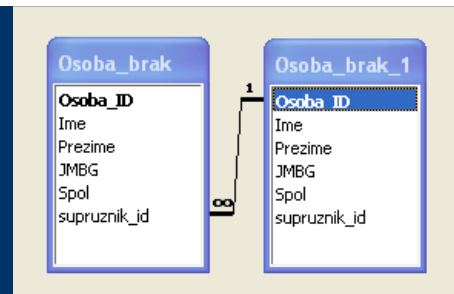 Osoba_brak
Osoba_ID
Ime
Prezime
JMBG
Spol
supruznik_id
1
∞
Osoba_brak_1
Osoba_ID
Ime
Prezime
JMBG
Spol
supruznik_id